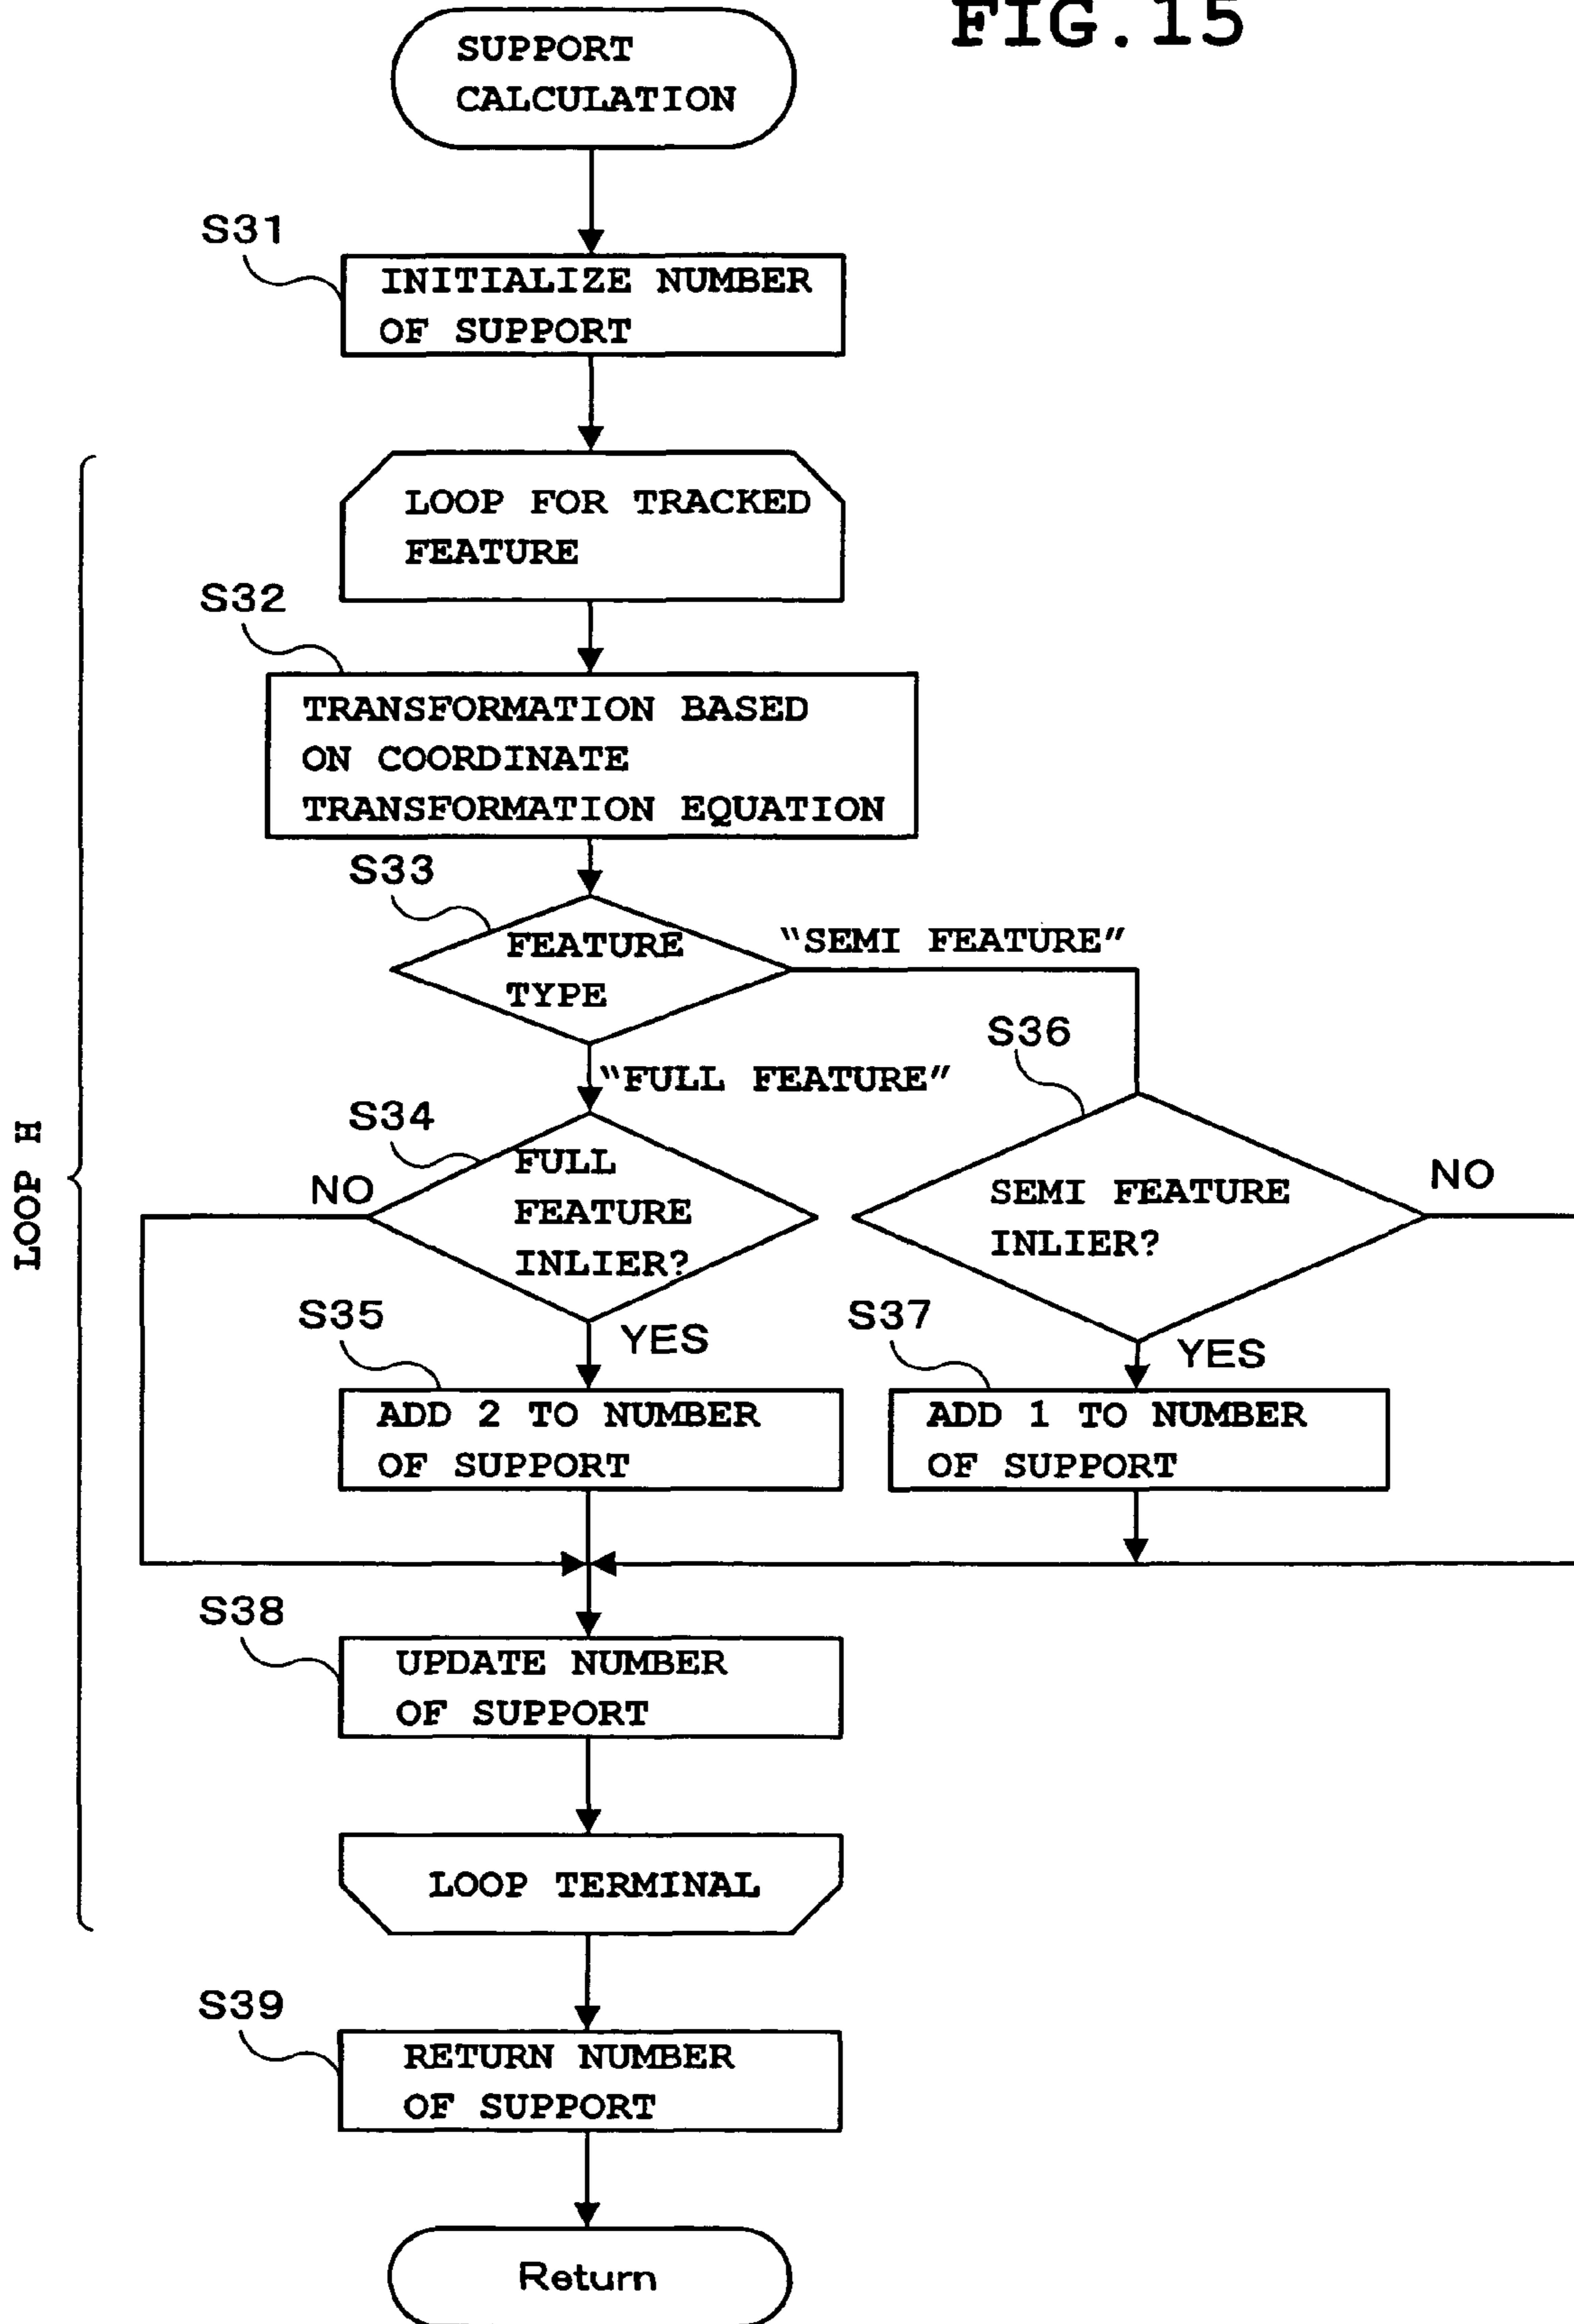 FIG.15
SUPPORT
CALCULATION
S31
INITIALIZE NUMBER
OF SUPPORT
LOOP FOR TRACKED
FEATURE
S32
TRANSFORMATION BASED
ON COORDINATE
TRANSFORMATION EQUATION
S33
FEATURE
TYPE
"SEMI FEATURE"
"FULL FEATURE"
LOOP H
S34
NO
FULL
FEATURE
INLIER?
S36
SEMI FEATURE
INLIER?
NO
S35
YES
ADD 2 TO NUMBER
OF SUPPORT
S37
YES
ADD 1 TO NUMBER
OF SUPPORT
S38
UPDATE NUMBER
OF SUPPORT
LOOP TERMINAL
S39
RETURN NUMBER
OF SUPPORT
Return